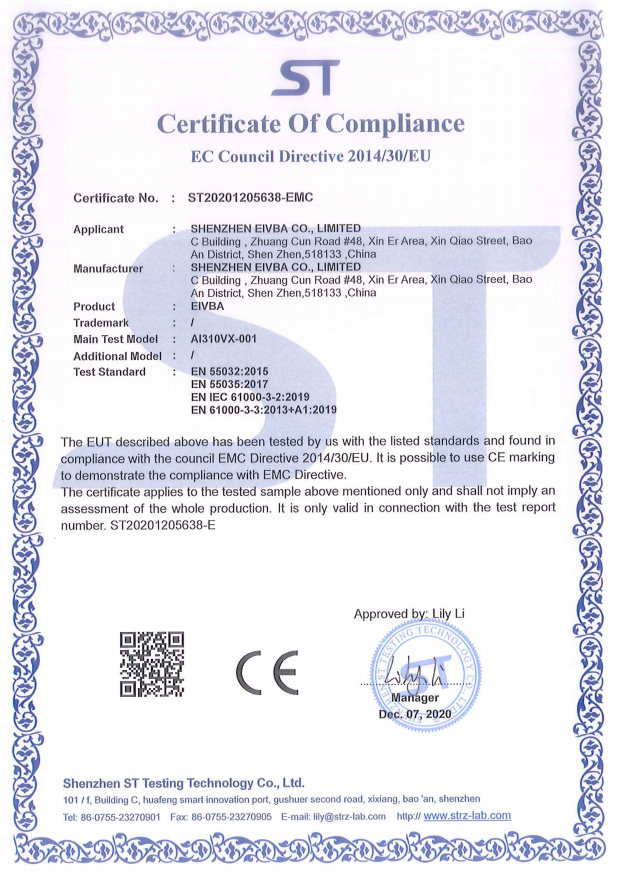 ST
Certificate Of Compliance
EC Council Directive 2014/30/EU
Certificate No. : ST20201205638-EMC
Applicant : SHENZHEN EIVBA CO., LIMITED
C Building , Zhuang Cun Road #48, Xin Er Area, Xin Qiao Street, Bao
An District, Shen Zhen,518133 ,China
Manufacturer : SHENZHEN EIVBA CO., LIMITED
C Building , Zhuang Cun Road #48, Xin Er Area, Xin Qiao Street, Bao
An District, Shen Zhen,518133 ,China
Product : EIVBA
Trademark : /
Main Test Model : AI310VX-001
Additional Model : /
Test Standard : EN 55032:2015
EN 55035:2017
EN IEC 61000-3-2:2019
EN 61000-3-3:2013+A1:2019
The EUT described above has been tested by us with the listed standards and found in
compliance with the council EMC Directive 2014/30/EU. It is possible to use CE marking
to demonstrate the compliance with EMC Directive.
The certificate applies to the tested sample above mentioned only and shall not imply an
assessment of the whole production. It is only valid in connection with the test report
number. ST20201205638-E
Approved by: Lily Li
ST TESTING TECHNOLOGY CO.
ST
Lily Li
Manager
Dec. 07, 2020
CE
Shenzhen ST Testing Technology Co., Ltd.
101 / f, Building C, huafeng smart innovation port, gushuer second road, xixiang, bao 'an, shenzhen
Tel: 86-0755-23270901 Fax: 86-0755-23270905 E-mail: lily@strz-lab.com http:// www.strz-lab.com